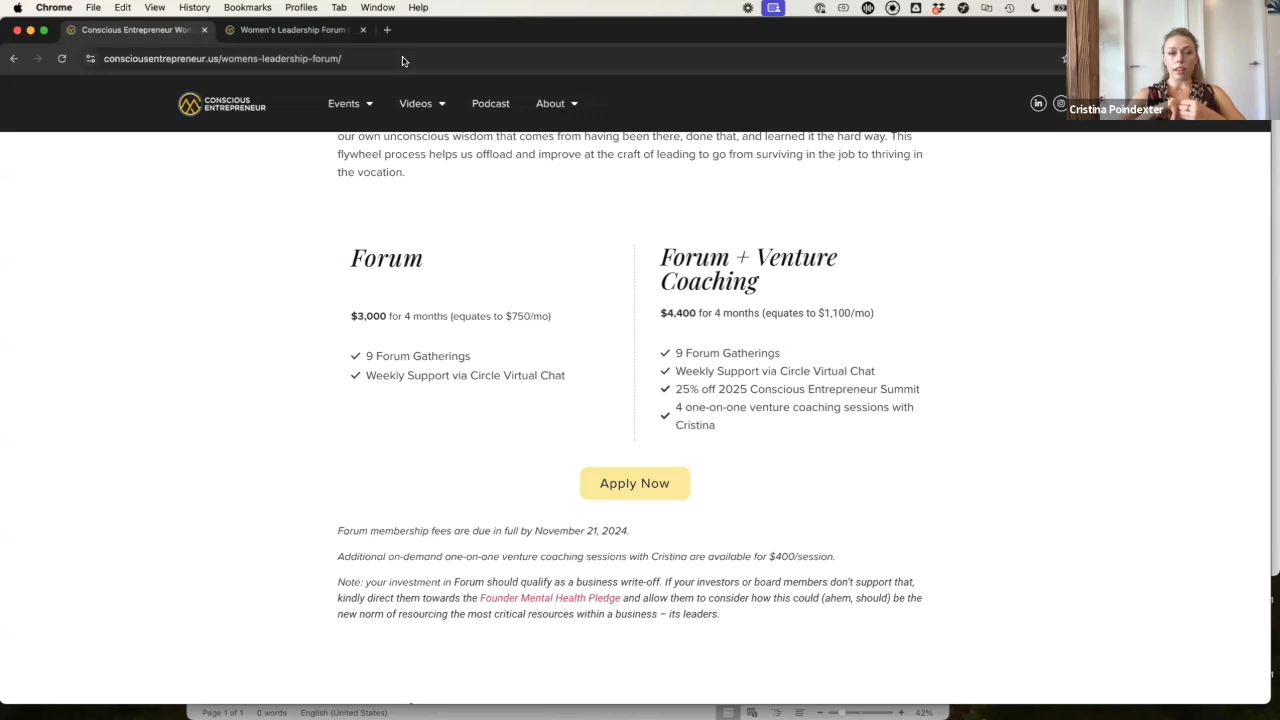 Chrome File Edit View History Bookmarks Profiles Tab Window Help
Conscious Entrepreneur Wom
Women's Leadership Forum
consciousentrepreneur.us/womens-leadership-forum/
CONSCIOUS
ENTREPRENEUR
Events Videos Podcast About
Cristina Poindexter
our own unconscious wisdom that comes from having been there, done that, and learned it the hard way. This
flywheel process helps us offload and improve at the craft of leading to go from surviving in the job to thriving in
the vocation.
Forum
$3,000 for 4 months (equates to $750/mo)
9 Forum Gatherings
Weekly Support via Circle Virtual Chat
Forum + Venture
Coaching
$4,400 for 4 months (equates to $1,100/mo)
9 Forum Gatherings
Weekly Support via Circle Virtual Chat
25% off 2025 Conscious Entrepreneur Summit
4 one-on-one venture coaching sessions with
Cristina
Apply Now
Forum membership fees are due in full by November 21, 2024.
Additional on-demand one-on-one venture coaching sessions with Cristina are available for $400/session.
Note: your investment in Forum should qualify as a business write-off. If your investors or board members don't support that,
kindly direct them towards the Founder Mental Health Pledge and allow them to consider how this could (ahem, should) be the
new norm of resourcing the most critical resources within a business – its leaders.
Page 1 of 1 0 words English (United States) 42%